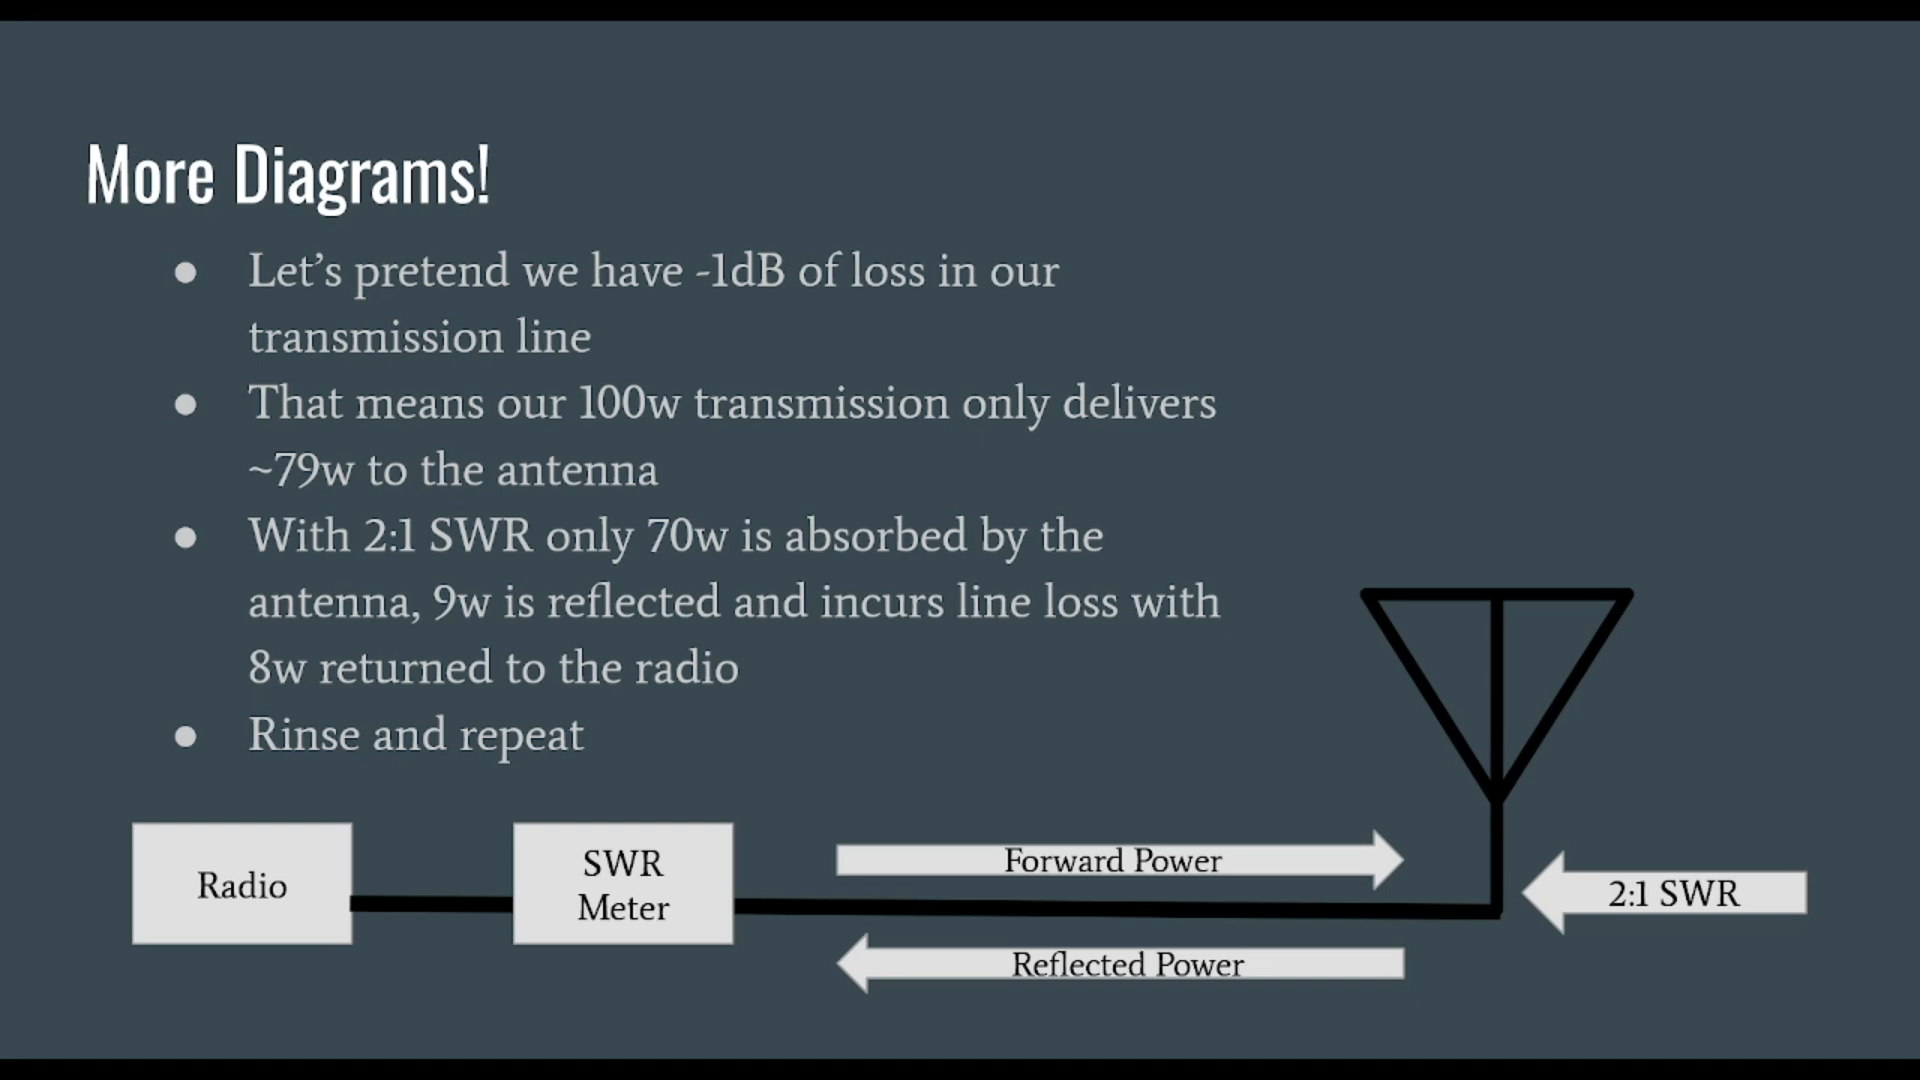 More Diagrams!
● Let’s pretend we have -1dB of loss in our
transmission line
● That means our 100w transmission only delivers
~79w to the antenna
● With 2:1 SWR only 70w is absorbed by the
antenna, 9w is reflected and incurs line loss with
8w returned to the radio
● Rinse and repeat
Radio
SWR
Meter
Forward Power
Reflected Power
2:1 SWR